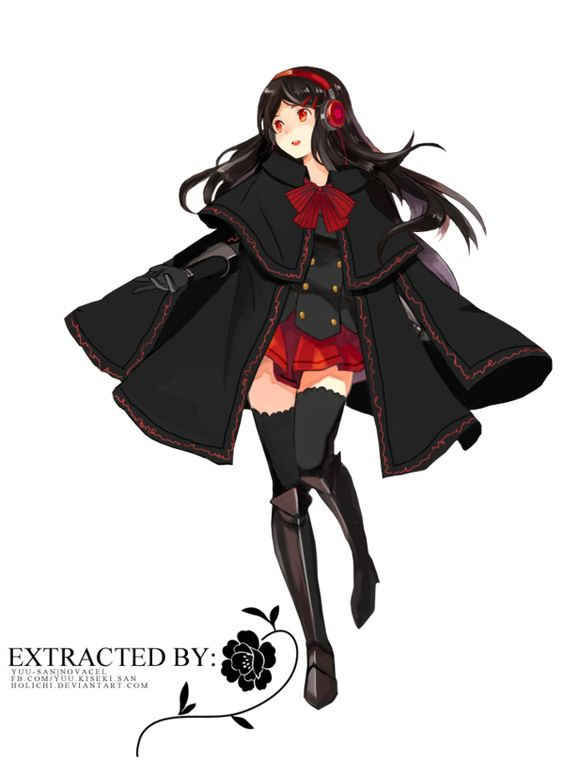 EXTRACTED BY:
YUU-SAN|NOVACEL
FB.COM/YUU.KISEKI.SAN
HOLICHI.DEVIANTART.COM